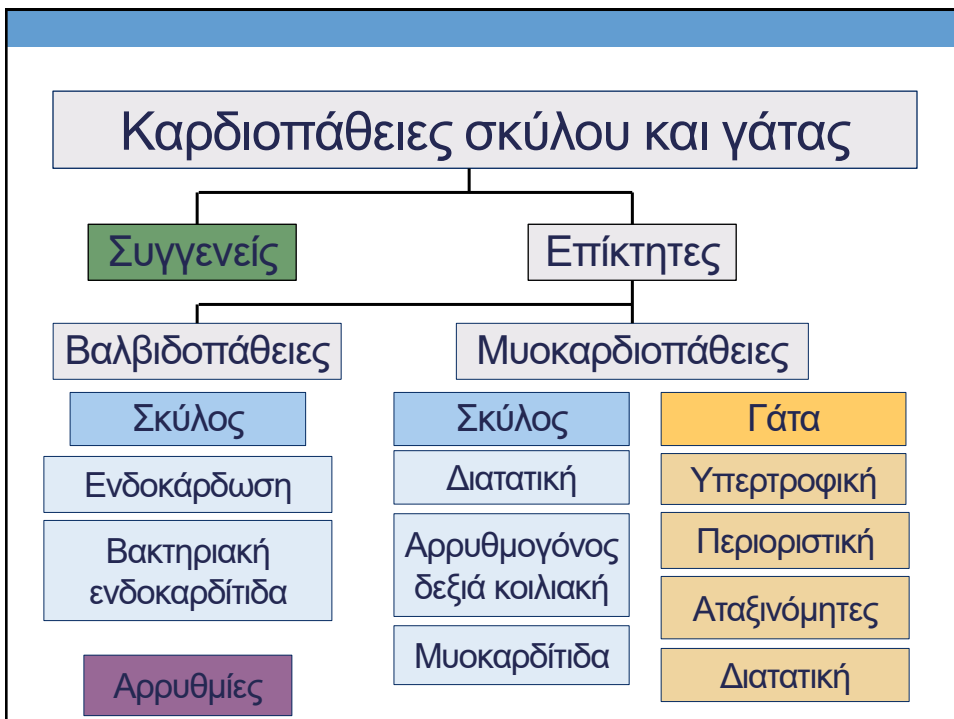 Καρδιοπάθειες σκύλου και γάτας
Συγγενείς
Επίκτητες
Βαλβιδοπάθειες
Μυοκαρδιοπάθειες
Σκύλος
Σκύλος
Γάτα
Ενδοκάρδωση
Διατατική
Υπερτροφική
Βακτηριακή
ενδοκαρδίτιδα
Αρρυθμογόνος
δεξιά κοιλιακή
Περιοριστική
Αταξινόμητες
Μυοκαρδίτιδα
Διατατική
Αρρυθμίες